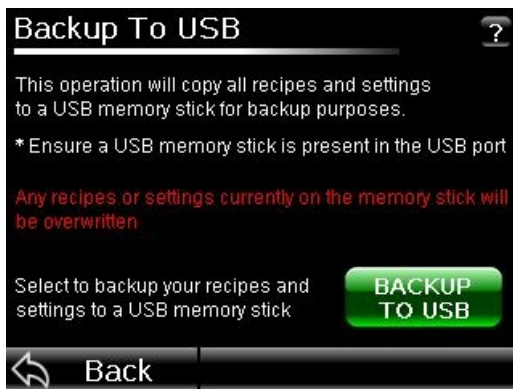 Backup To USB
?
This operation will copy all recipes and settings
to a USB memory stick for backup purposes.
* Ensure a USB memory stick is present in the USB port
Any recipes or settings currently on the memory stick will
be overwritten
Select to backup your recipes and
settings to a USB memory stick
BACKUP
TO USB
Back